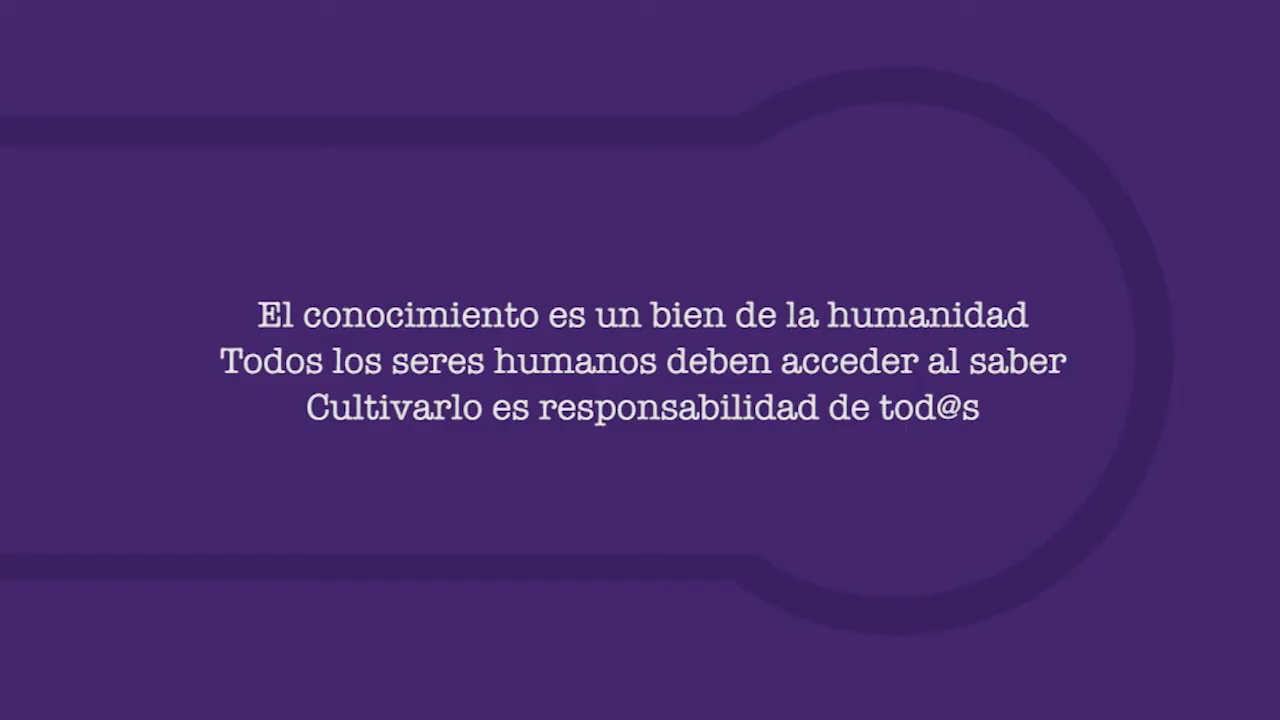 El conocimiento es un bien de la humanidad
Todos los seres humanos deben acceder al saber
Cultivarlo es responsabilidad de tod@s